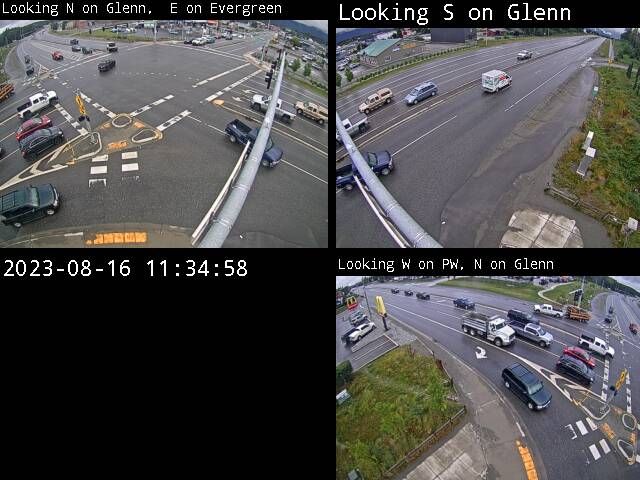 Looking N on Glenn,  E on Evergreen
Looking S on Glenn
2023-08-16 11:34:58
Looking W on PW, N on Glenn